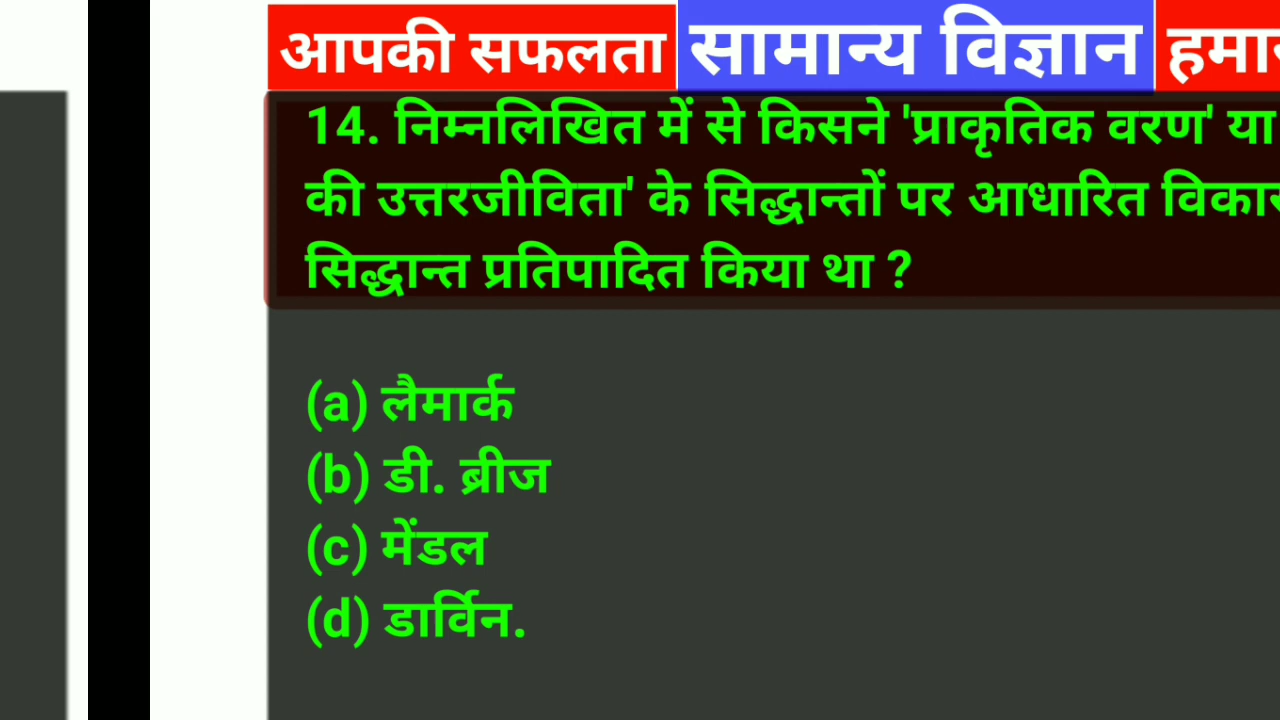 आपकी सफलता सामान्य विज्ञान
14. निम्नलिखित में से किसने 'प्राकृतिक वरण' या
की उत्तरजीविता' के सिद्धान्तों पर आधारित
सिद्धान्त प्रतिपादित किया था ?
(a) लैमार्क
(b) डी. ब्रीज
(c) मेंडल
(d) डार्विन.